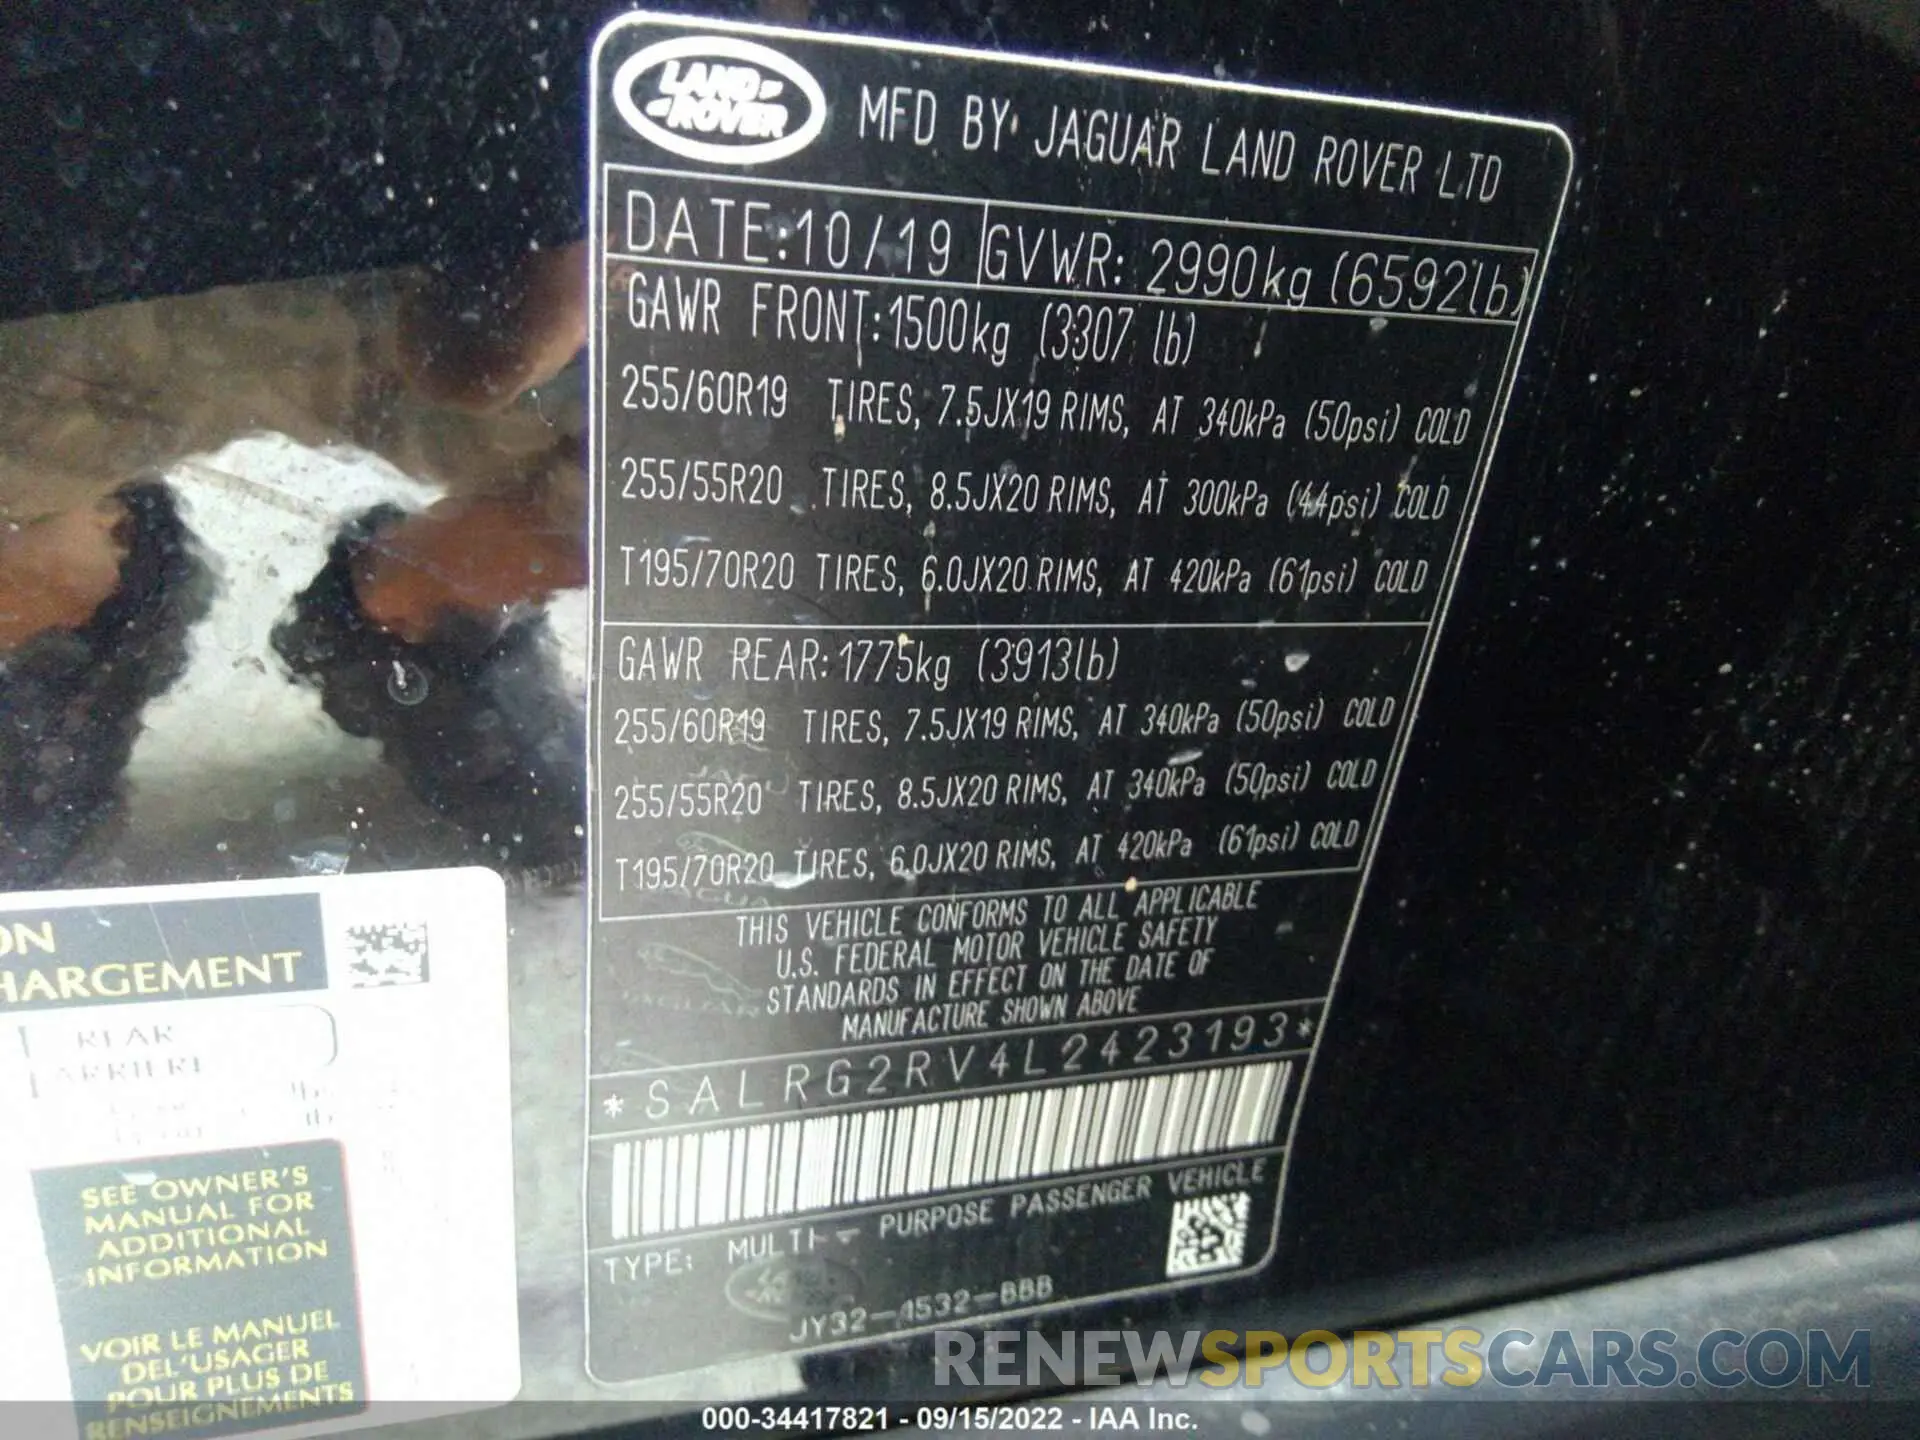 LAND ROVER
MFD BY JAGUAR LAND ROVER LTD
DATE:10/19 GVWR: 2990kg (6592lb)
GAWR FRONT:1500kg (3307 lb)
255/60R19 TIRES, 7.5JX19 RIMS, AT 340kPa (50psi) COLD
255/55R20 TIRES, 8.5JX20 RIMS, AT 300kPa (44psi) COLD
T195/70R20 TIRES, 6.0JX20 RIMS, AT 420kPa (61psi) COLD
GAWR REAR:1775kg (3913lb)
255/60R19 TIRES, 7.5JX19 RIMS, AT 340kPa (50psi) COLD
255/55R20 TIRES, 8.5JX20 RIMS, AT 340kPa (50psi) COLD
T195/70R20 TIRES, 6.0JX20 RIMS, AT 420kPa (61psi) COLD
THIS VEHICLE CONFORMS TO ALL APPLICABLE
U.S. FEDERAL MOTOR VEHICLE SAFETY
STANDARDS IN EFFECT ON THE DATE OF
MANUFACTURE SHOWN ABOVE
*SALRG2RV4L2423193*
TYPE: MULTI- PURPOSE PASSENGER VEHICLE
JY32-1532-BBB
ON
HARGEMENT
REAR
ARRIERE
SEE OWNER'S
MANUAL FOR
ADDITIONAL
INFORMATION
VOIR LE MANUEL
DEL'USAGER
POUR PLUS DE
RENSEIGNEMENTS
RENEWSPORTSCARS.COM
000-34417821 - 09/15/2022 - IAA Inc.